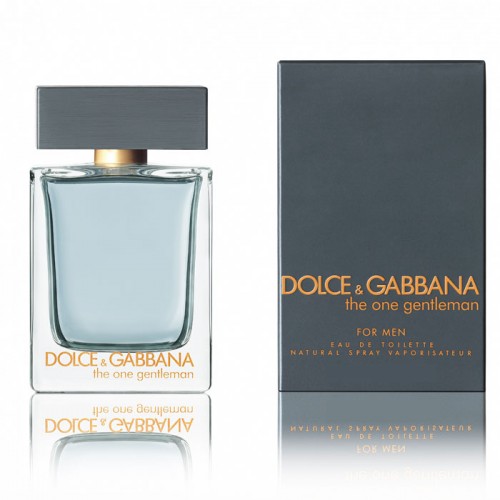 DOLCE & GABBANA
the one gentleman
DOLCE & GABBANA
the one gentleman
FOR MEN
EAU DE TOILETTE
NATURAL SPRAY VAPORISATEUR